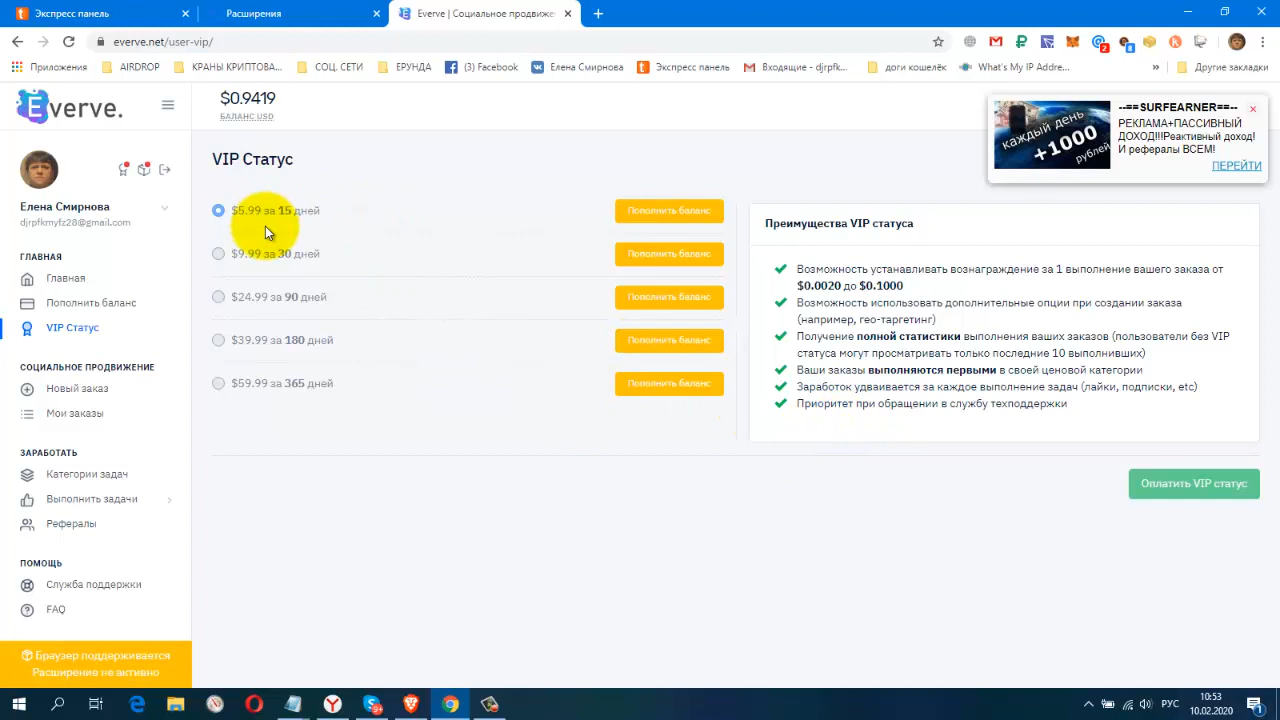 Экспресс панель
Расширения
Everve | Социальное продвиже
everve.net/user-vip/
Приложения
AIRDROP
КРАНЫ КРИПТОВА...
СОЦ. СЕТИ
ЕРУНДА
(3) Facebook
Елена Смирнова
Экспресс панель
Входящие - djrpfk...
доги кошелёк
What's My IP Addre...
»
Другие закладки
Everve.
$0.9419
БАЛАНС USD
--==SURFEARNER==--
РЕКЛАМА+ПАССИВНЫЙ
ДОХОД!!!Реактивный доход!
И рефералы ВСЕМ!
ПЕРЕЙТИ
каждый день
+1000
рублей
Елена Смирнова
djrpfkmyfz28@gmail.com
ГЛАВНАЯ
Главная
Пополнить баланс
VIP Статус
СОЦИАЛЬНОЕ ПРОДВИЖЕНИЕ
Новый заказ
Мои заказы
ЗАРАБОТАТЬ
Категории задач
Выполнить задачи
Рефералы
ПОМОЩЬ
Служба поддержки
FAQ
Браузер поддерживается
Расширение не активно
VIP Статус
$5.99 за 15 дней
Пополнить баланс
$9.99 за 30 дней
Пополнить баланс
$24.99 за 90 дней
Пополнить баланс
$39.99 за 180 дней
Пополнить баланс
$59.99 за 365 дней
Пополнить баланс
Преимущества VIP статуса
Возможность устанавливать вознаграждение за 1 выполнение вашего заказа от
$0.0020 до $0.1000
Возможность использовать дополнительные опции при создании заказа
(например, гео-таргетинг)
Получение полной статистики выполнения ваших заказов (пользователи без VIP
статуса могут просматривать только последние 10 выполнивших)
Ваши заказы выполняются первыми в своей ценовой категории
Заработок удваивается за каждое выполнение задач (лайки, подписки, etc)
Приоритет при обращении в службу техподдержки
Оплатить VIP статус
РУС
10:53
10.02.2020